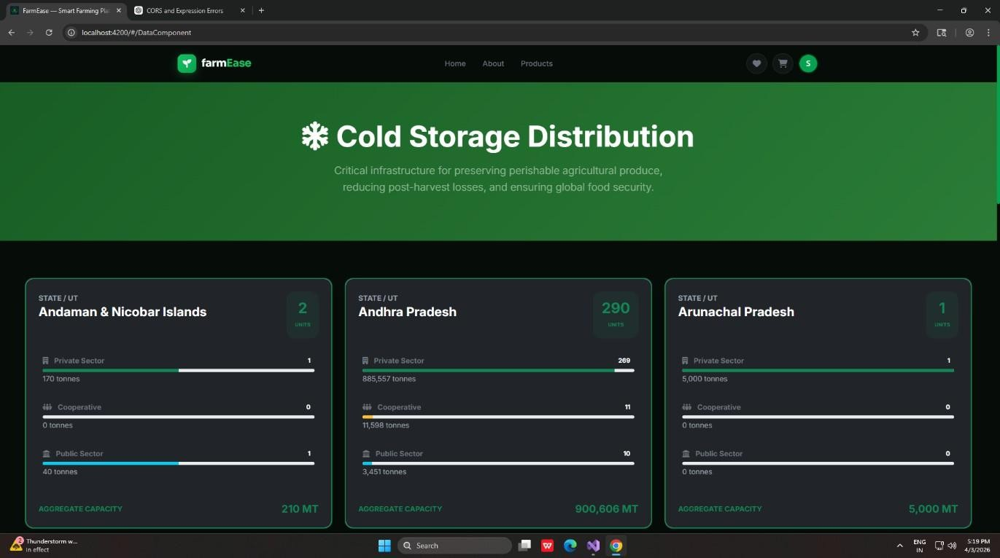 FarmEase — Smart Farming Pla
CORS and Expression Errors
localhost:4200/#/DataComponent
farmEase
Home
About
Products
S
Cold Storage Distribution
Critical infrastructure for preserving perishable agricultural produce,
reducing post-harvest losses, and ensuring global food security.
STATE / UT
Andaman & Nicobar Islands
2
UNITS
Private Sector
1
170 tonnes
Cooperative
0
0 tonnes
Public Sector
1
40 tonnes
AGGREGATE CAPACITY
210 MT
STATE / UT
Andhra Pradesh
290
UNITS
Private Sector
269
885,557 tonnes
Cooperative
11
11,598 tonnes
Public Sector
10
3,451 tonnes
AGGREGATE CAPACITY
900,606 MT
STATE / UT
Arunachal Pradesh
1
UNITS
Private Sector
1
5,000 tonnes
Cooperative
0
0 tonnes
Public Sector
0
0 tonnes
AGGREGATE CAPACITY
5,000 MT
2
Thunderstorm w...
In effect
Search
W
ENG
IN
5:19 PM
4/3/2026